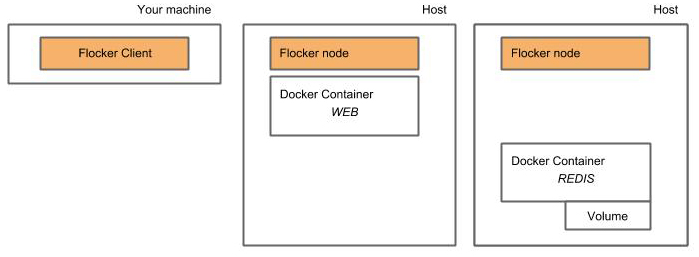 Your machine
Flocker Client
Host
Flocker node
Docker Container
WEB
Host
Flocker node
Docker Container
REDIS
Volume